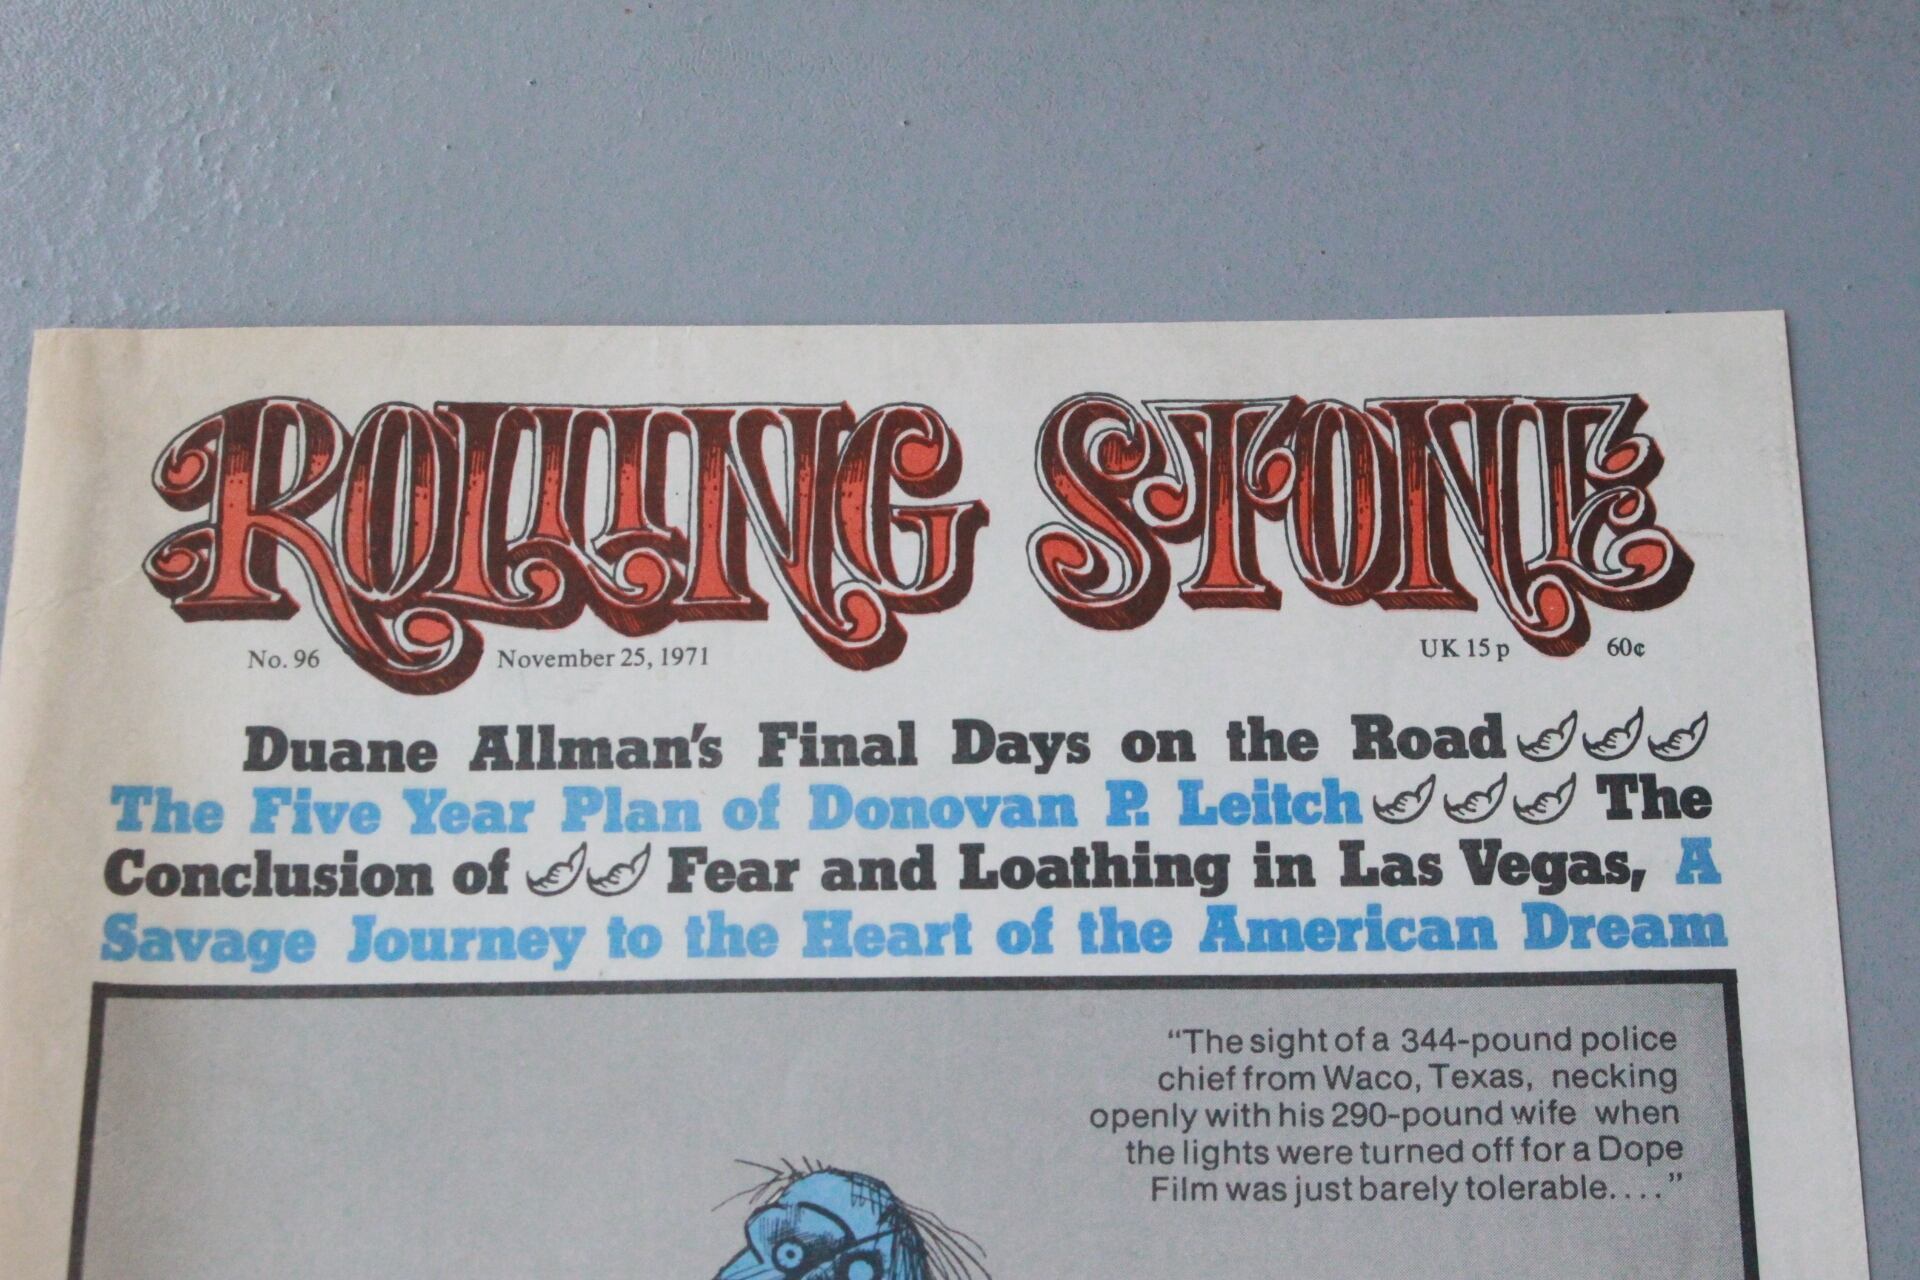 ROLLING STONE
No. 96 November 25, 1971 UK 15 p 60¢
Duane Allman's Final Days on the Road
The Five Year Plan of Donovan P. Leitch The
Conclusion of Fear and Loathing in Las Vegas, A
Savage Journey to the Heart of the American Dream
“The sight of a 344-pound police
chief from Waco, Texas, necking
openly with his 290-pound wife when
the lights were turned off for a Dope
Film was just barely tolerable....”